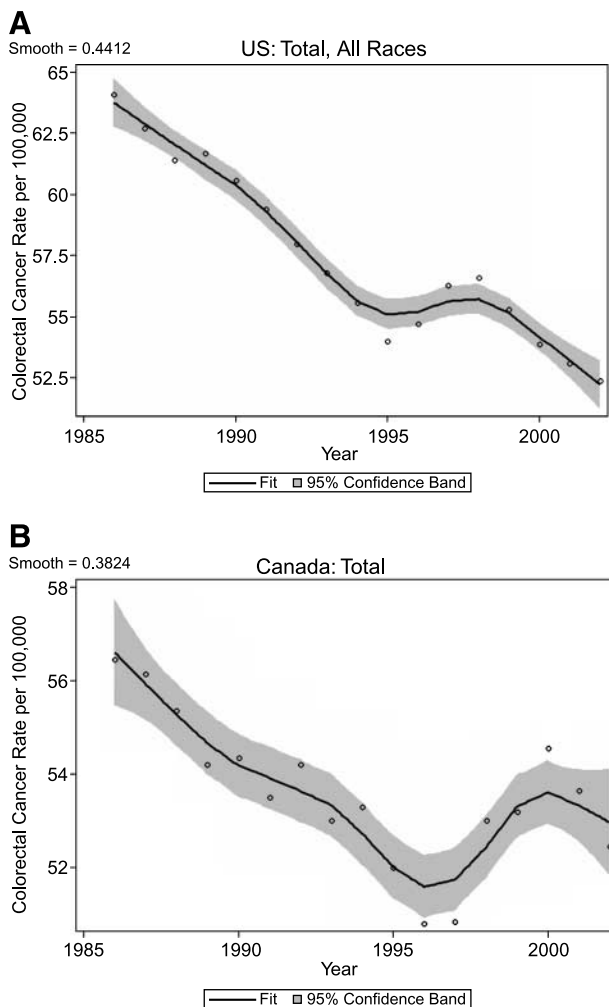 A
Smooth = 0.4412
US: Total, All Races
Colorectal Cancer Rate per 100,000
65
62.5
60
57.5
55
52.5
1985
1990
1995
2000
Year
Fit
95% Confidence Band
B
Smooth = 0.3824
Canada: Total
Colorectal Cancer Rate per 100,000
58
56
54
52
1985
1990
1995
2000
Year
Fit
95% Confidence Band